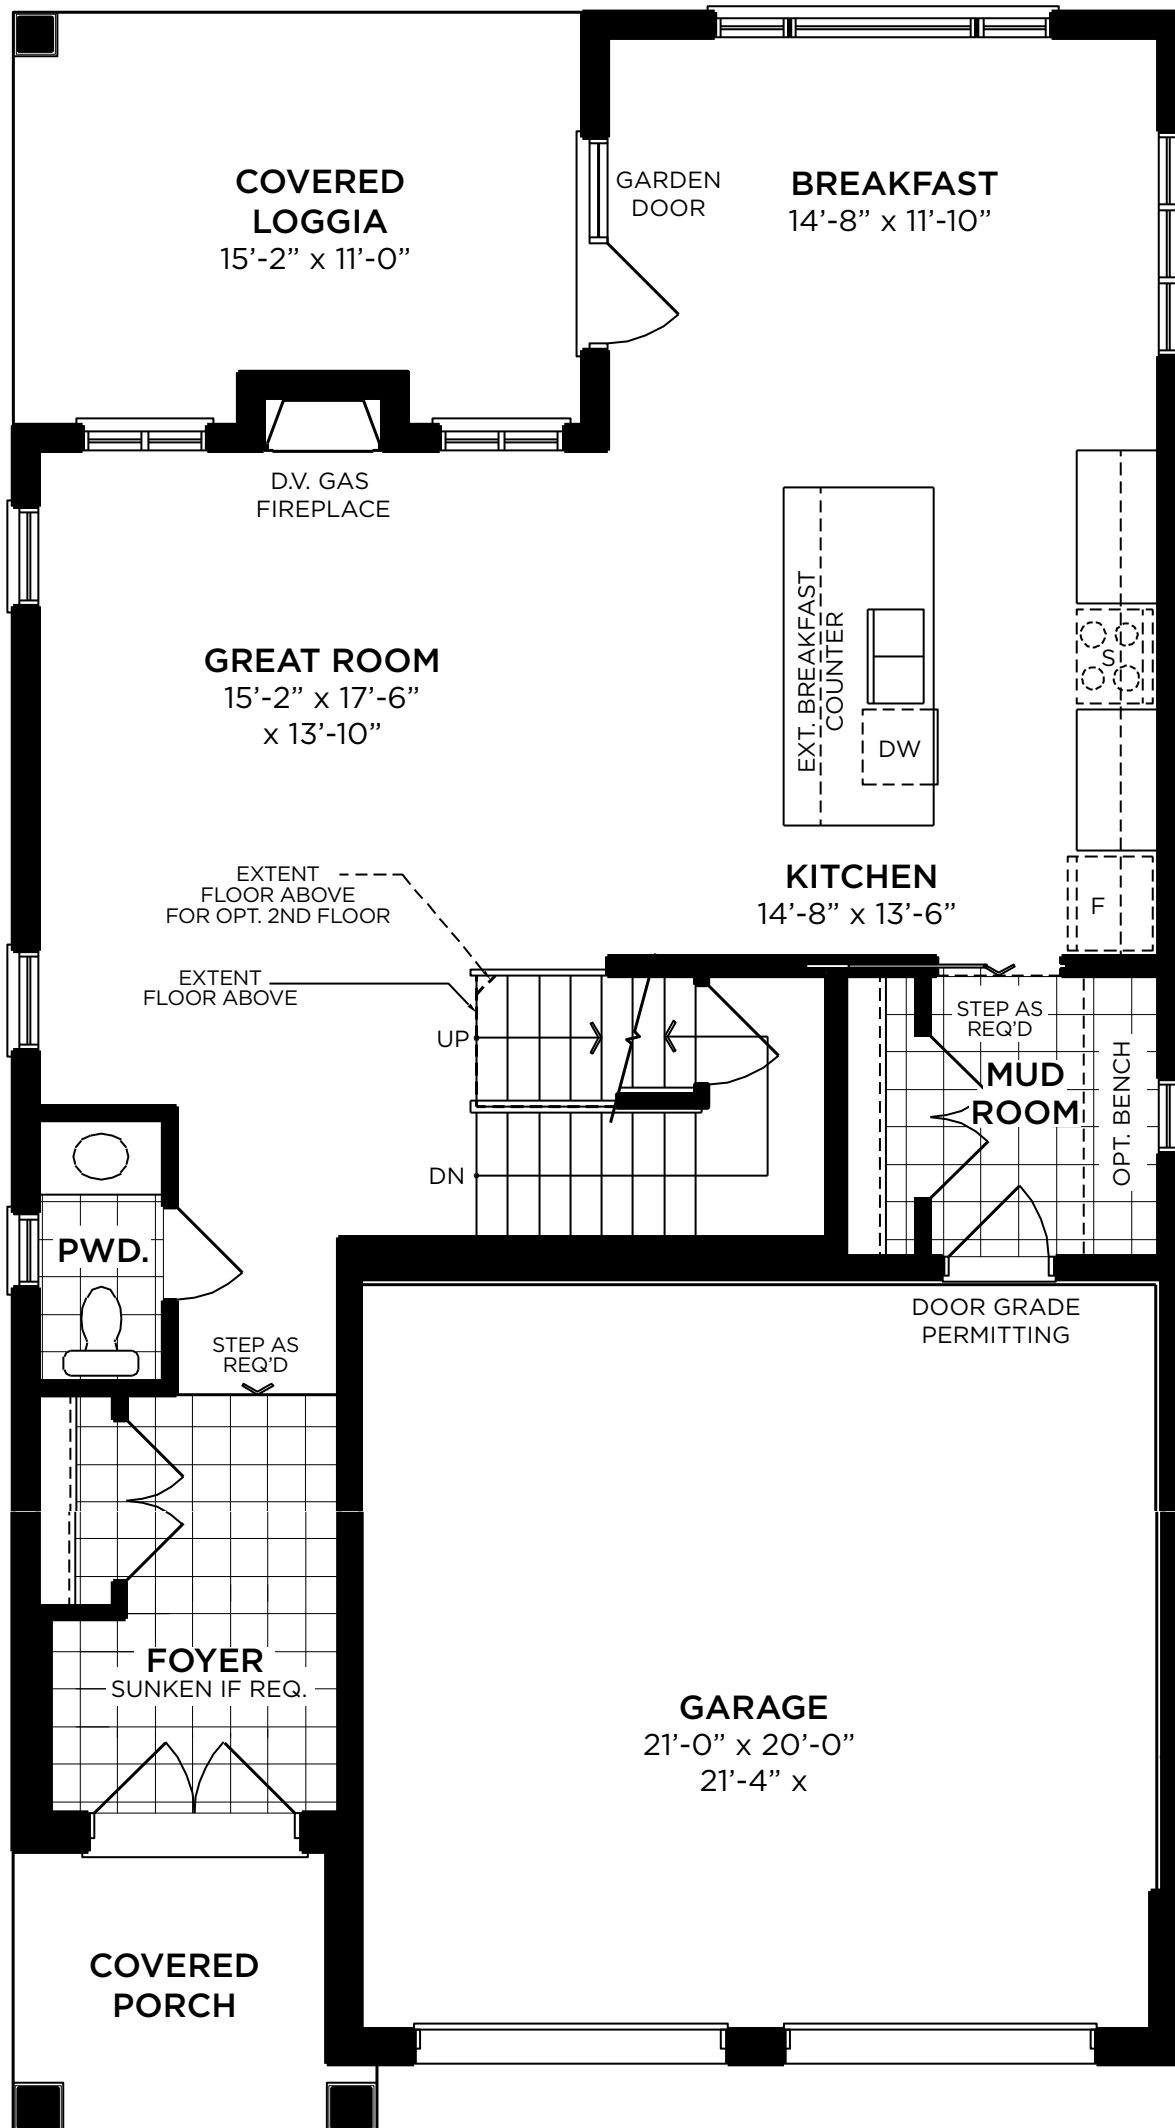 COVERED
LOGGIA
15’-2” x 11’-0”
GARDEN
DOOR
BREAKFAST
14’-8” x 11’-10”
D.V. GAS
FIREPLACE
GREAT ROOM
15’-2” x 17’-6”
x 13’-10”
EXT. BREAKFAST
COUNTER
DW
S
F
KITCHEN
14’-8” x 13’-6”
EXTENT
FLOOR ABOVE
FOR OPT. 2ND FLOOR
EXTENT
FLOOR ABOVE
UP
DN
STEP AS
REQ’D
MUD
ROOM
OPT. BENCH
PWD.
STEP AS
REQ’D
DOOR GRADE
PERMITTING
FOYER
SUNKEN IF REQ.
GARAGE
21’-0” x 20’-0”
21’-4” x
COVERED
PORCH